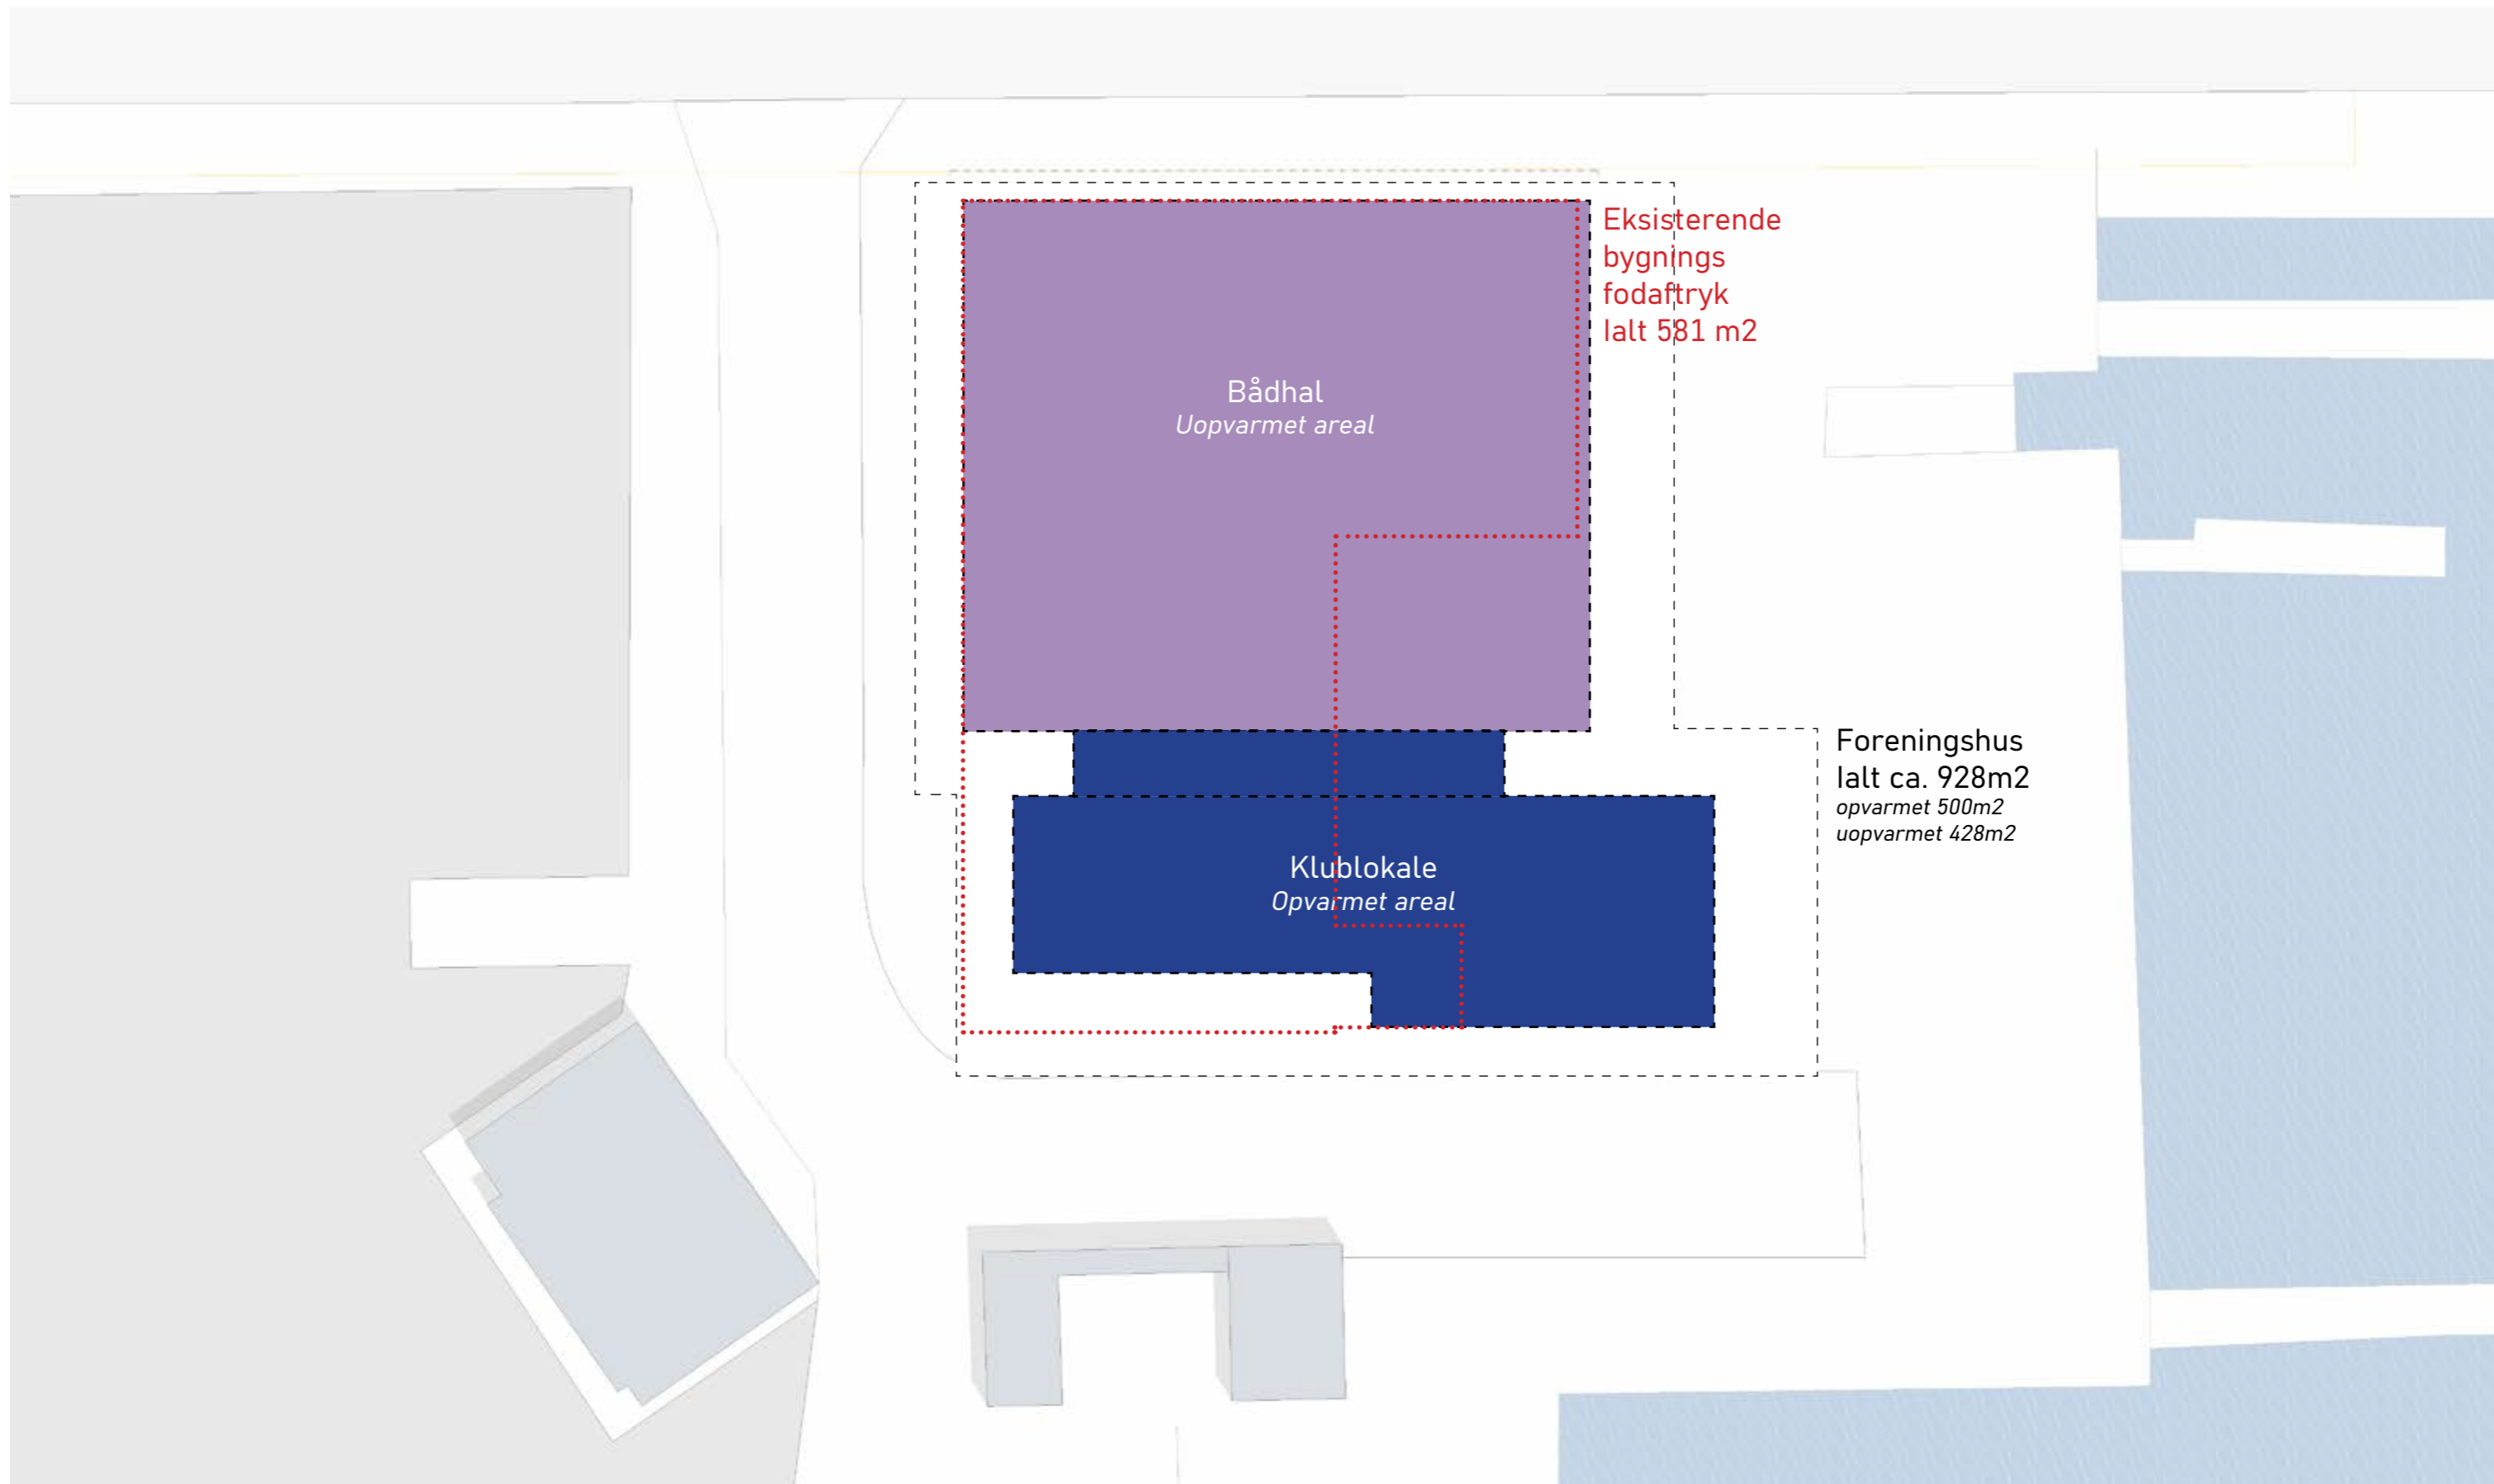 Eksisterende
bygnings
fodaftryk
Ialt 581 m2
Bådhal
Uopvarmet areal
Foreningshus
Ialt ca. 928m2
opvarmet 500m2
uopvarmet 428m2
Klublokale
Opvarmet areal